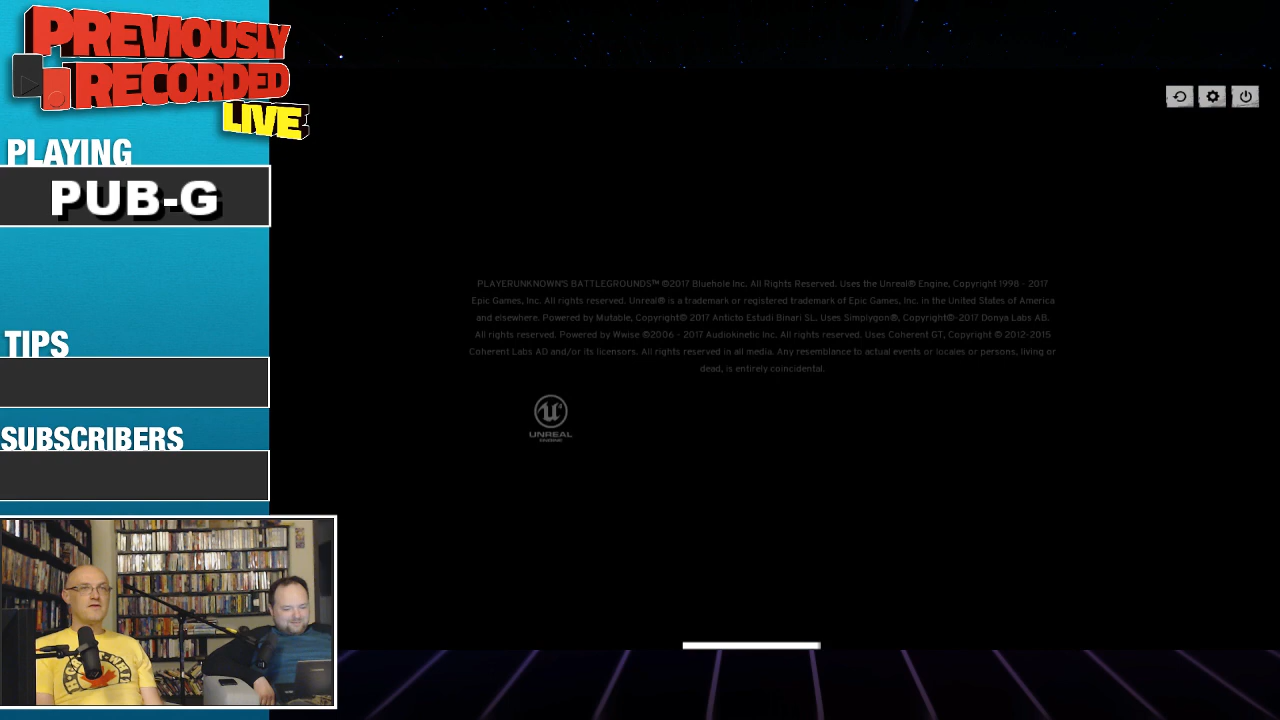 PREVIOUSLY
RECORDED
LIVE
PLAYING
PUB-G
TIPS
SUBSCRIBERS
PLAYERUNKNOWN'S BATTLEGROUNDS™ ©2017 Bluehole Inc. All Rights Reserved. Uses the Unreal® Engine, Copyright 1998 - 2017
Epic Games, Inc. All rights reserved. Unreal® is a trademark or registered trademark of Epic Games, Inc. in the United States of America
and elsewhere. Powered by Mutable, Copyright© 2017 Anticto Estudi Binari SL. Uses Simplygon®, Copyright©-2017 Donya Labs AB.
All rights reserved. Powered by Wwise ©2006 - 2017 Audiokinetic Inc. All rights reserved. Uses Coherent GT, Copyright © 2012-2015
Coherent Labs AD and/or its licensors. All rights reserved in all media. Any resemblance to actual events or locales or persons, living or
dead, is entirely coincidental.
UNREAL
ENGINE